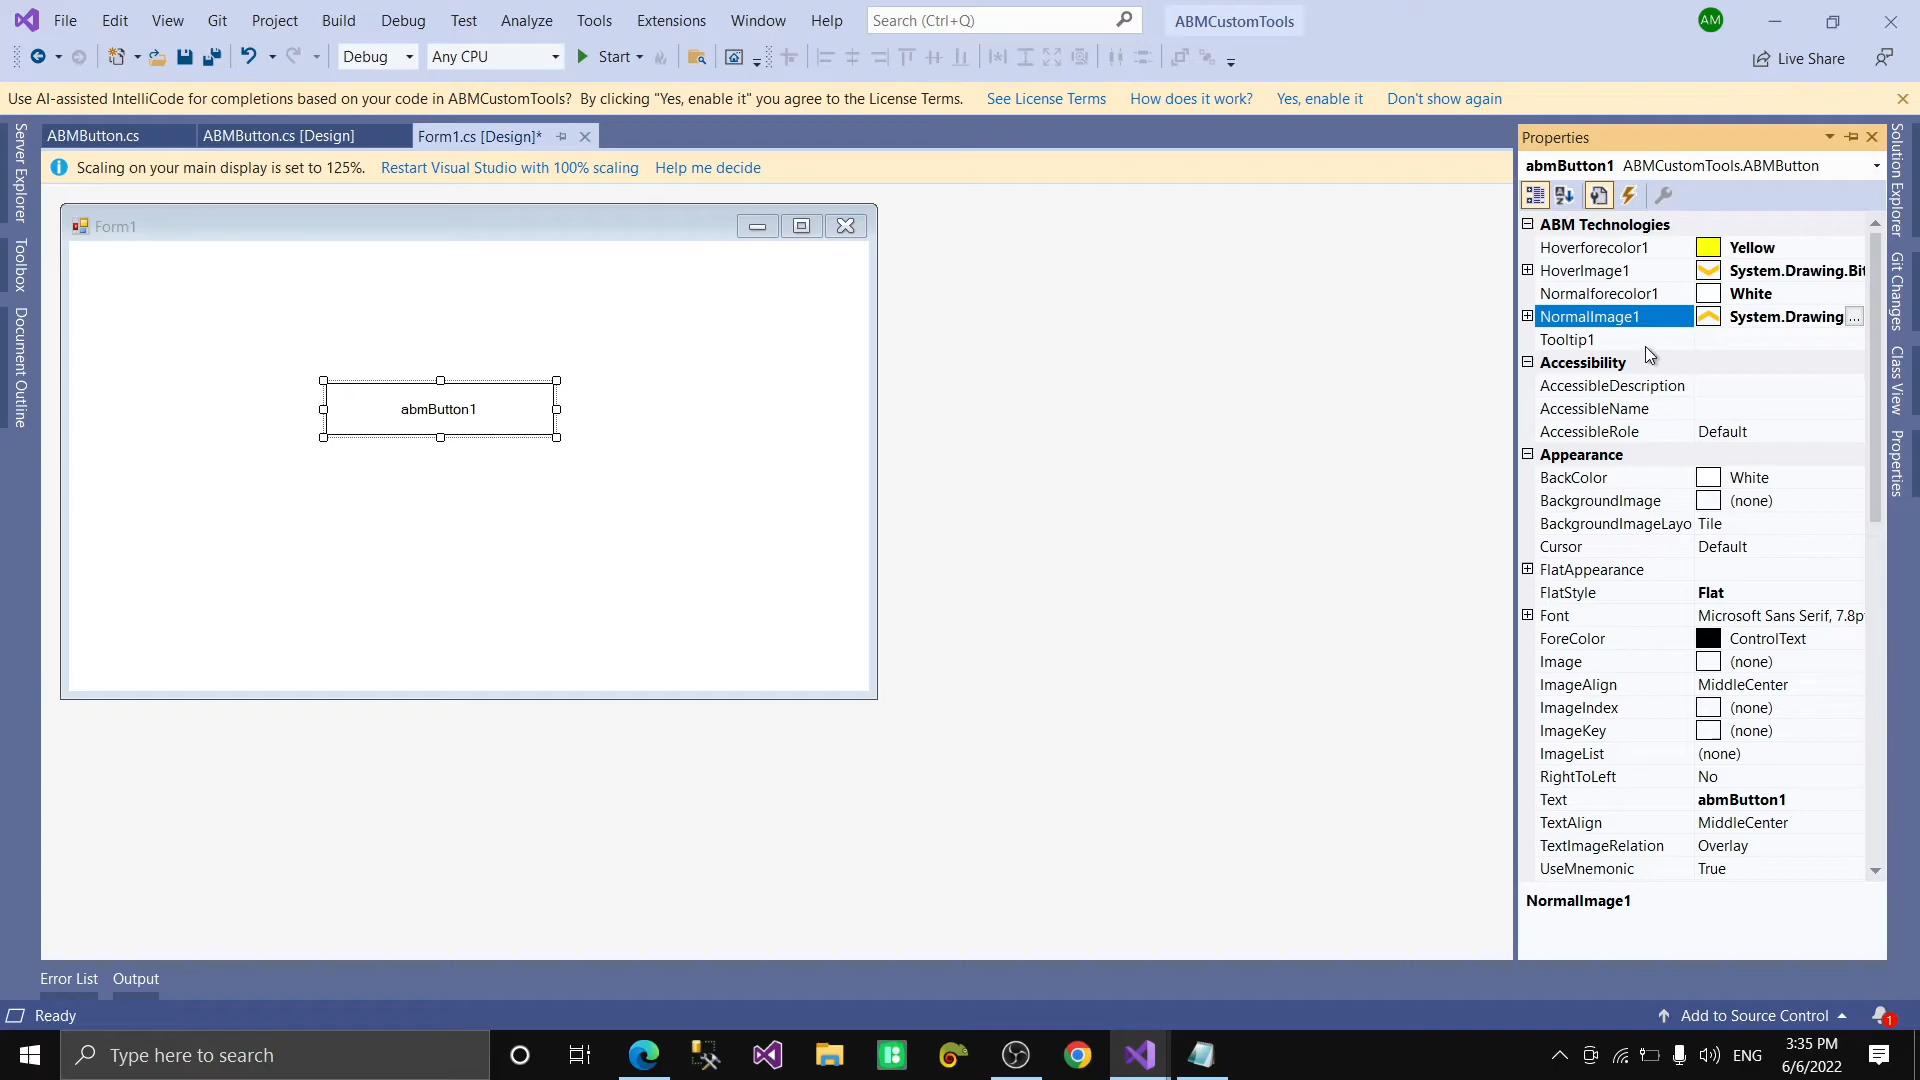 File Edit View Git Project Build Debug Test Analyze Tools Extensions Window Help Search (Ctrl+Q) ABMCustomTools AM
Debug Any CPU Start Live Share
Use AI-assisted IntelliCode for completions based on your code in ABMCustomTools? By clicking "Yes, enable it" you agree to the License Terms. See License Terms How does it work? Yes, enable it Don't show again
Server Explorer
Toolbox
Document Outline
ABMButton.cs ABMButton.cs [Design] Form1.cs [Design]*
Scaling on your main display is set to 125%. Restart Visual Studio with 100% scaling Help me decide
Form1
abmButton1
Properties
abmButton1 ABMCustomTools.ABMButton
ABM Technologies
Hoverforecolor1 Yellow
HoverImage1 System.Drawing.Bit
Normalforecolor1 White
NormalImage1 System.Drawing ...
Tooltip1
Accessibility
AccessibleDescription
AccessibleName
AccessibleRole Default
Appearance
BackColor White
BackgroundImage (none)
BackgroundImageLayo Tile
Cursor Default
FlatAppearance
FlatStyle Flat
Font Microsoft Sans Serif, 7.8p
ForeColor ControlText
Image (none)
ImageAlign MiddleCenter
ImageIndex (none)
ImageKey (none)
ImageList (none)
RightToLeft No
Text abmButton1
TextAlign MiddleCenter
TextImageRelation Overlay
UseMnemonic True
NormalImage1
Solution Explorer
Git Changes
Class View
Properties
Error List Output
Ready Add to Source Control 1
Type here to search ENG 3:35 PM
6/6/2022